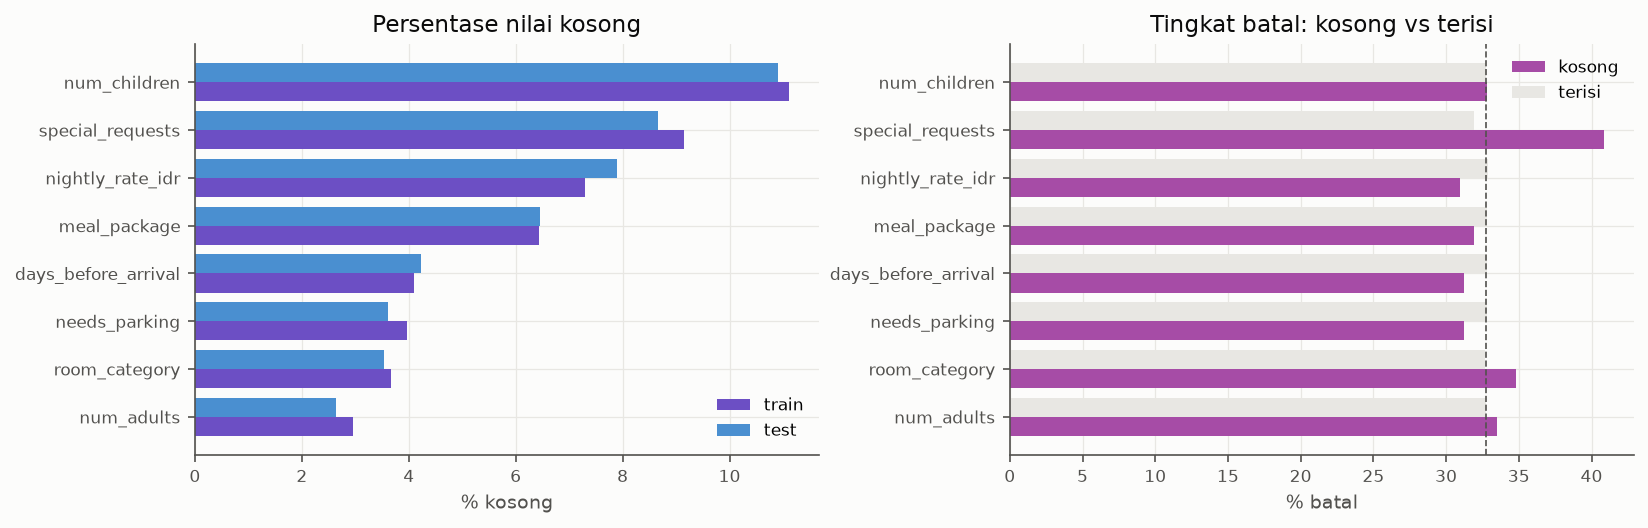 Persentase nilai kosong
num_children
special_requests
nightly_rate_idr
meal_package
days_before_arrival
needs_parking
room_category
num_adults
train
test
0 2 4 6 8 10
% kosong
Tingkat batal: kosong vs terisi
kosong
terisi
num_children
special_requests
nightly_rate_idr
meal_package
days_before_arrival
needs_parking
room_category
num_adults
0 5 10 15 20 25 30 35 40
% batal